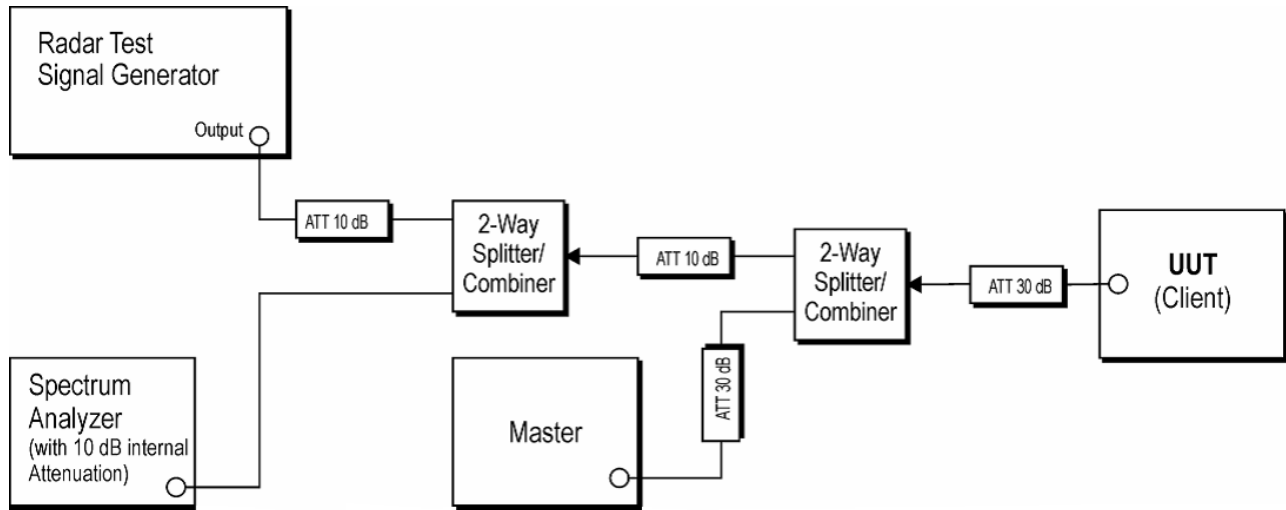 Radar Test
Signal Generator
Output
ATT 10 dB
2-Way
Splitter/
Combiner
ATT 10 dB
2-Way
Splitter/
Combiner
ATT 30 dB
UUT
(Client)
Spectrum
Analyzer
(with 10 dB internal
Attenuation)
Master
ATT 30 dB